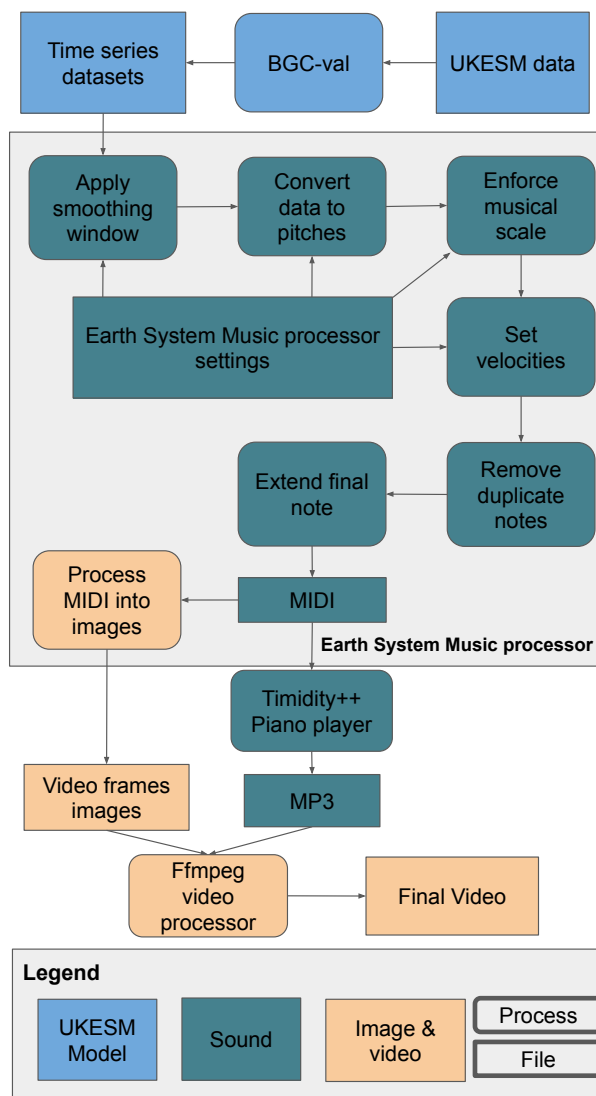 Time series
datasets
BGC-val
UKESM data
Apply
smoothing
window
Convert
data to
pitches
Enforce
musical
scale
Earth System Music processor
settings
Set
velocities
Extend final
note
Remove
duplicate
notes
Process
MIDI into
images
MIDI
Earth System Music processor
Timidity++
Piano player
Video frames
images
MP3
Ffmpeg
video
processor
Final Video
Legend
UKESM
Model
Sound
Image &
video
Process
File